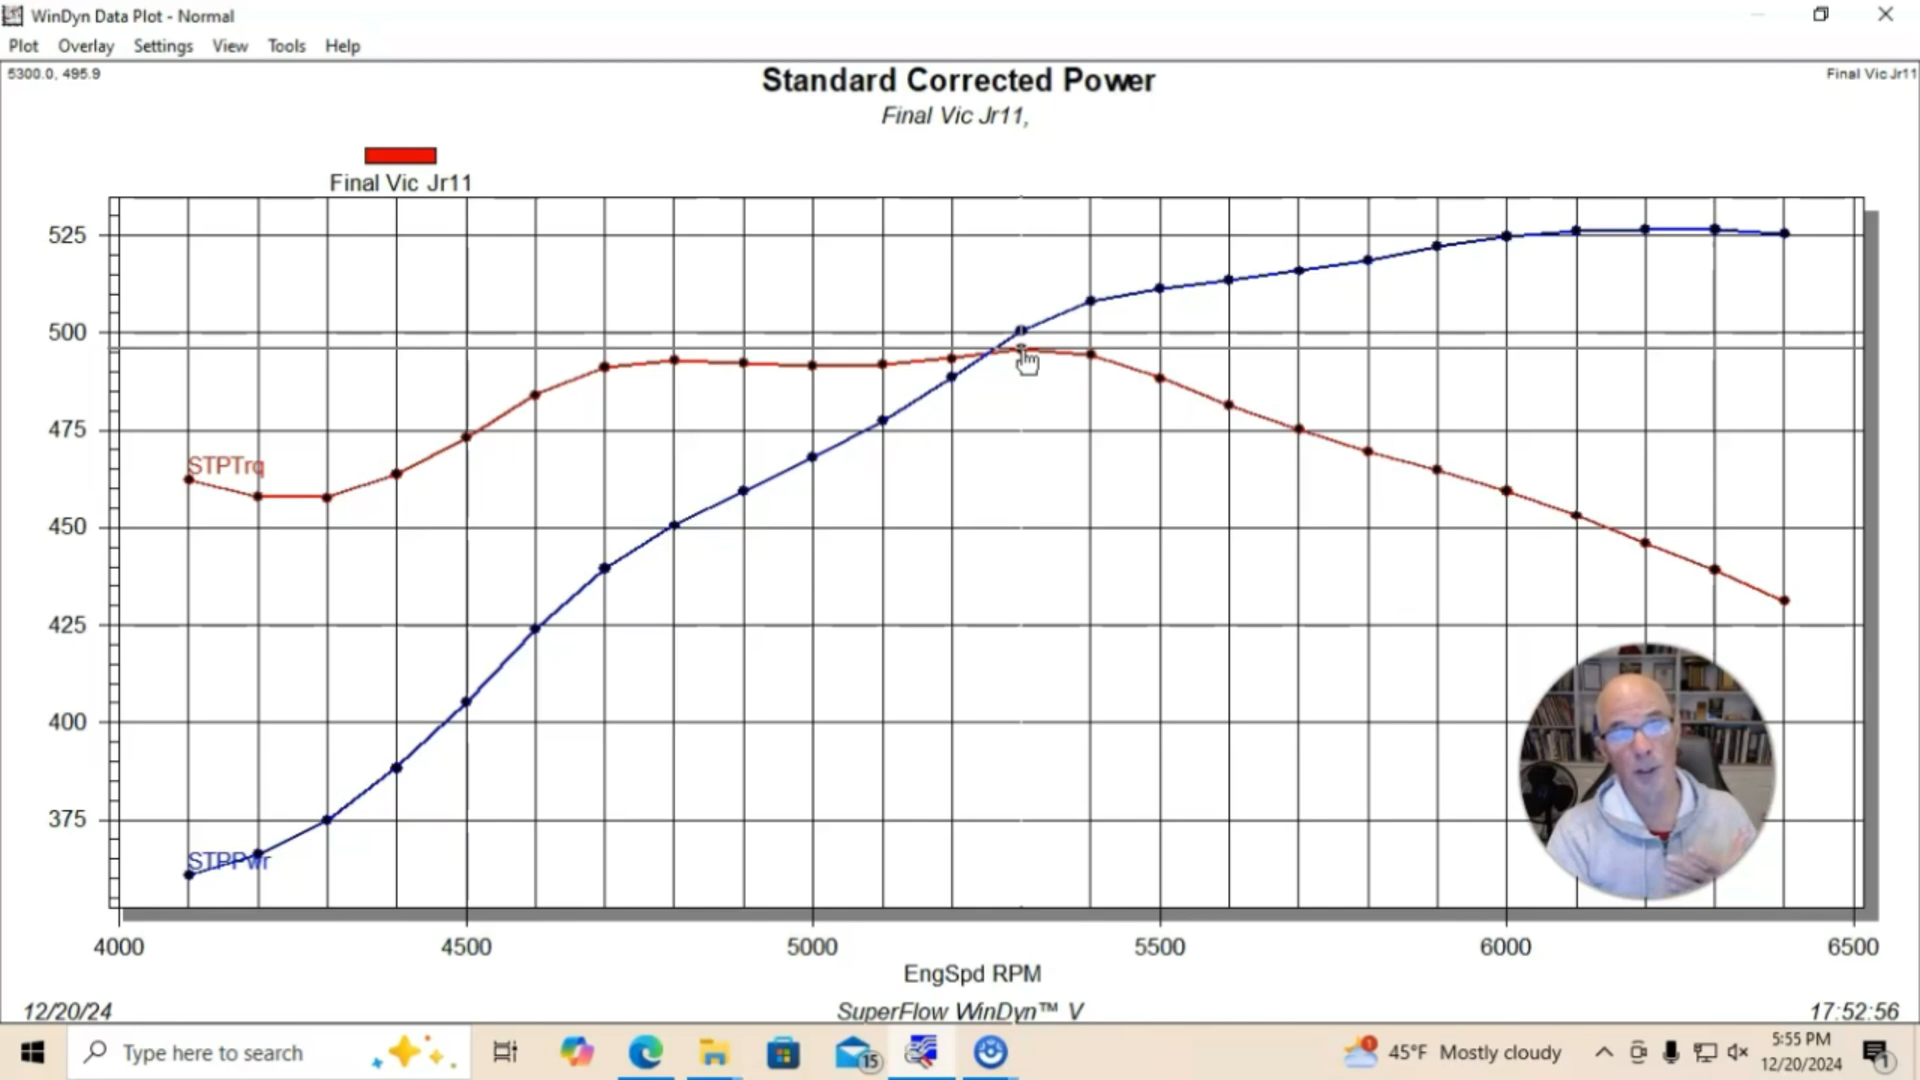 WinDyn Data Plot - Normal
Plot Overlay Settings View Tools Help
5300.0, 495.9
Final Vic Jr11
Standard Corrected Power
Final Vic Jr11,
Final Vic Jr11
525
500
475
450
425
400
375
STPTrq
STPPwr
4000 4500 5000 5500 6000 6500
EngSpd RPM
12/20/24
SuperFlow WinDyn™ V
17:52:56
Type here to search
15
1
45°F Mostly cloudy
5:55 PM
12/20/2024
1